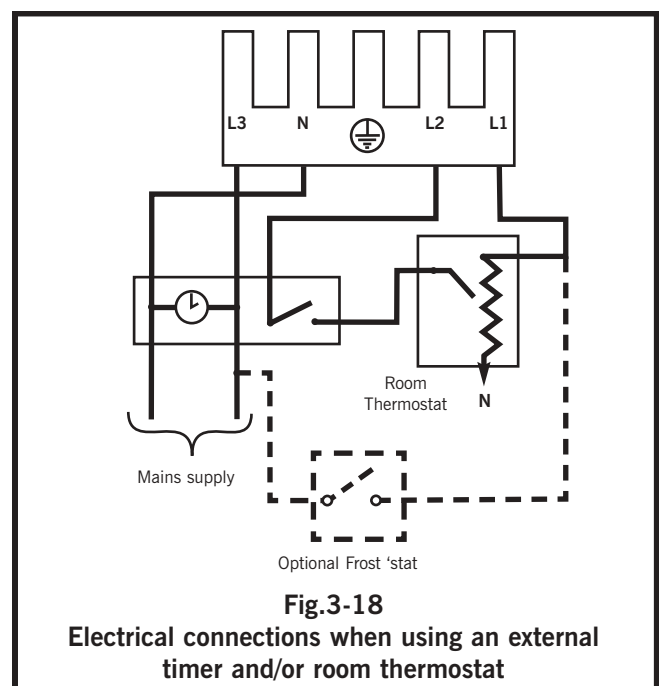 L3 N L2 L1
Room
Thermostat
N
Mains supply
Optional Frost ‘stat
Fig.3-18
Electrical connections when using an external
timer and/or room thermostat